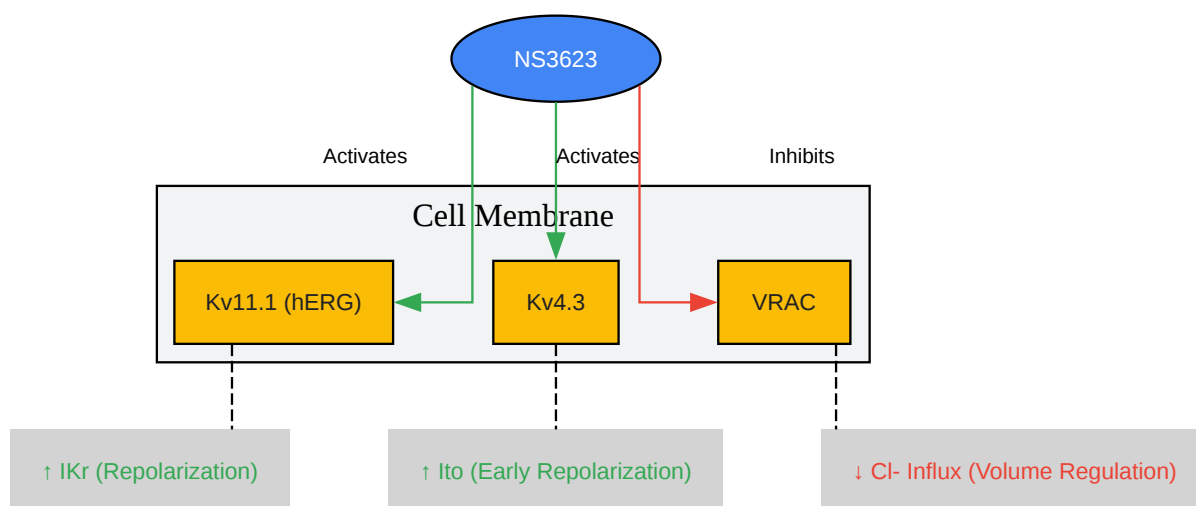 NS3623
Activates
Activates
Inhibits
Cell Membrane
Kv11.1 (hERG)
Kv4.3
VRAC
↑ IKr (Repolarization)
↑ Ito (Early Repolarization)
↓ Cl- Influx (Volume Regulation)